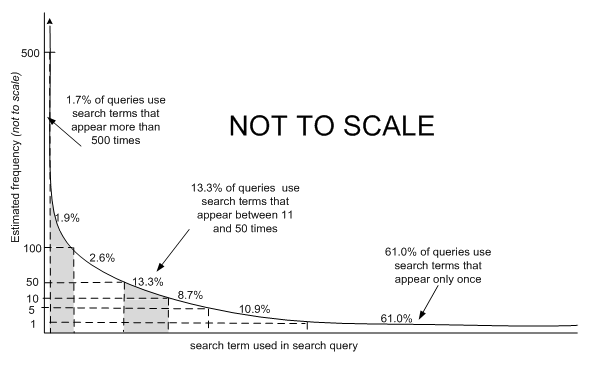 500
1.7% of queries use
search terms that
appear more than
500 times
NOT TO SCALE
Estimated frequency (not to scale)
13.3% of queries use
search terms that
appear between 11
and 50 times
1.9%
100
2.6%
61.0% of queries use
search terms that
appear only once
50
13.3%
10
8.7%
5
10.9%
1
61.0%
search term used in search query